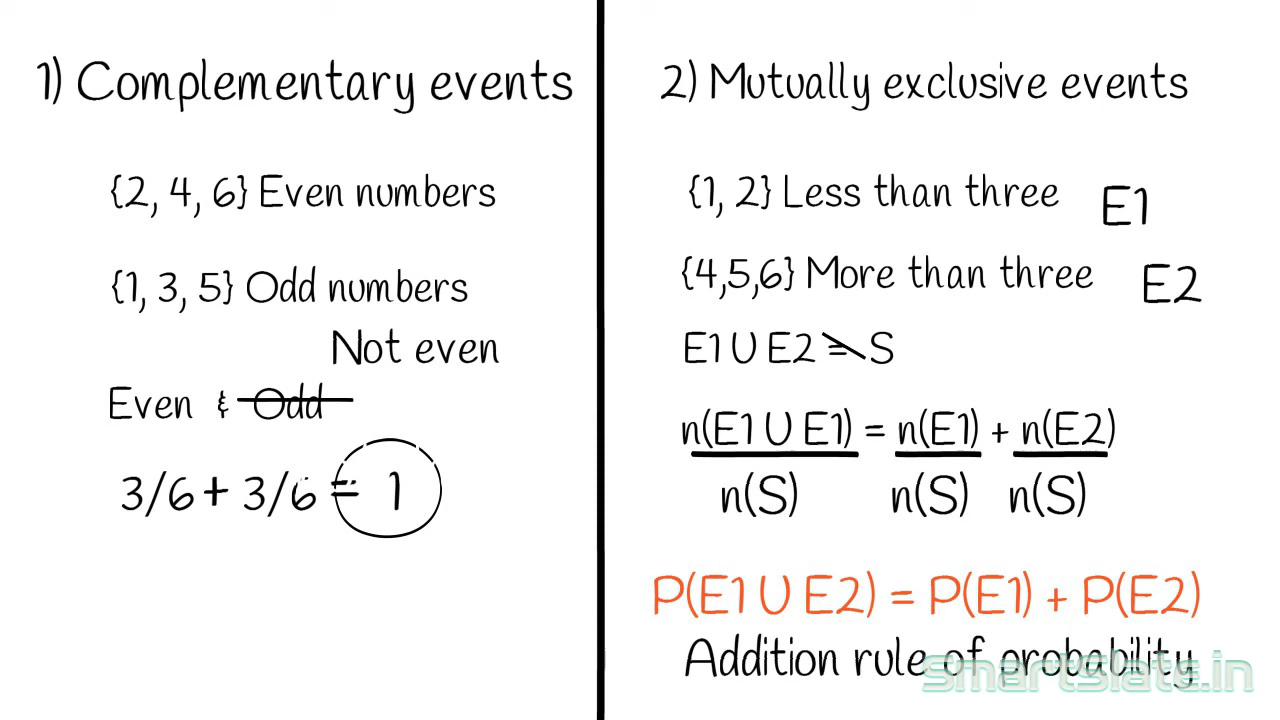 1) Complementary events
{2, 4, 6} Even numbers
{1, 3, 5} Odd numbers
Not even
Even & Odd
3/6 + 3/6 = 1
2) Mutually exclusive events
{1, 2} Less than three E1
{4,5,6} More than three E2
E1 U E2 = S
n(E1 U E1) = n(E1) + n(E2)
n(S) n(S) n(S)
P(E1 U E2) = P(E1) + P(E2)
Addition rule of probability
smartslate.in